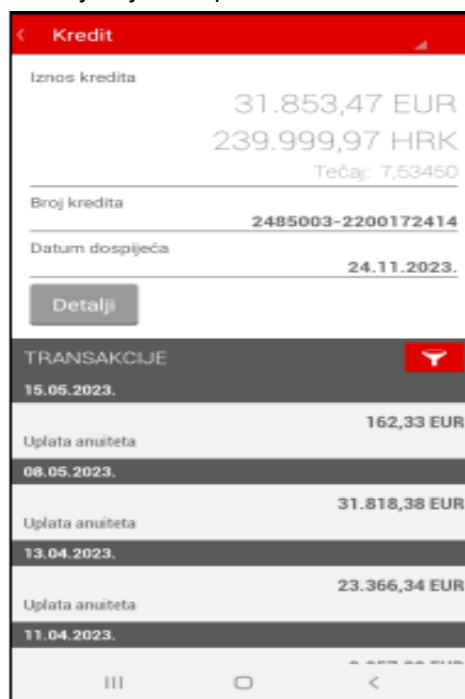 Kredit
Iznos kredita
31.853,47 EUR
239.999,97 HRK
Tečaj: 7,53450
Broj kredita
2485003-2200172414
Datum dospijeća
24.11.2023.
Detalji
TRANSAKCIJE
15.05.2023.
162,33 EUR
Uplata anuiteta
08.05.2023.
31.818,38 EUR
Uplata anuiteta
13.04.2023.
23.366,34 EUR
Uplata anuiteta
11.04.2023.